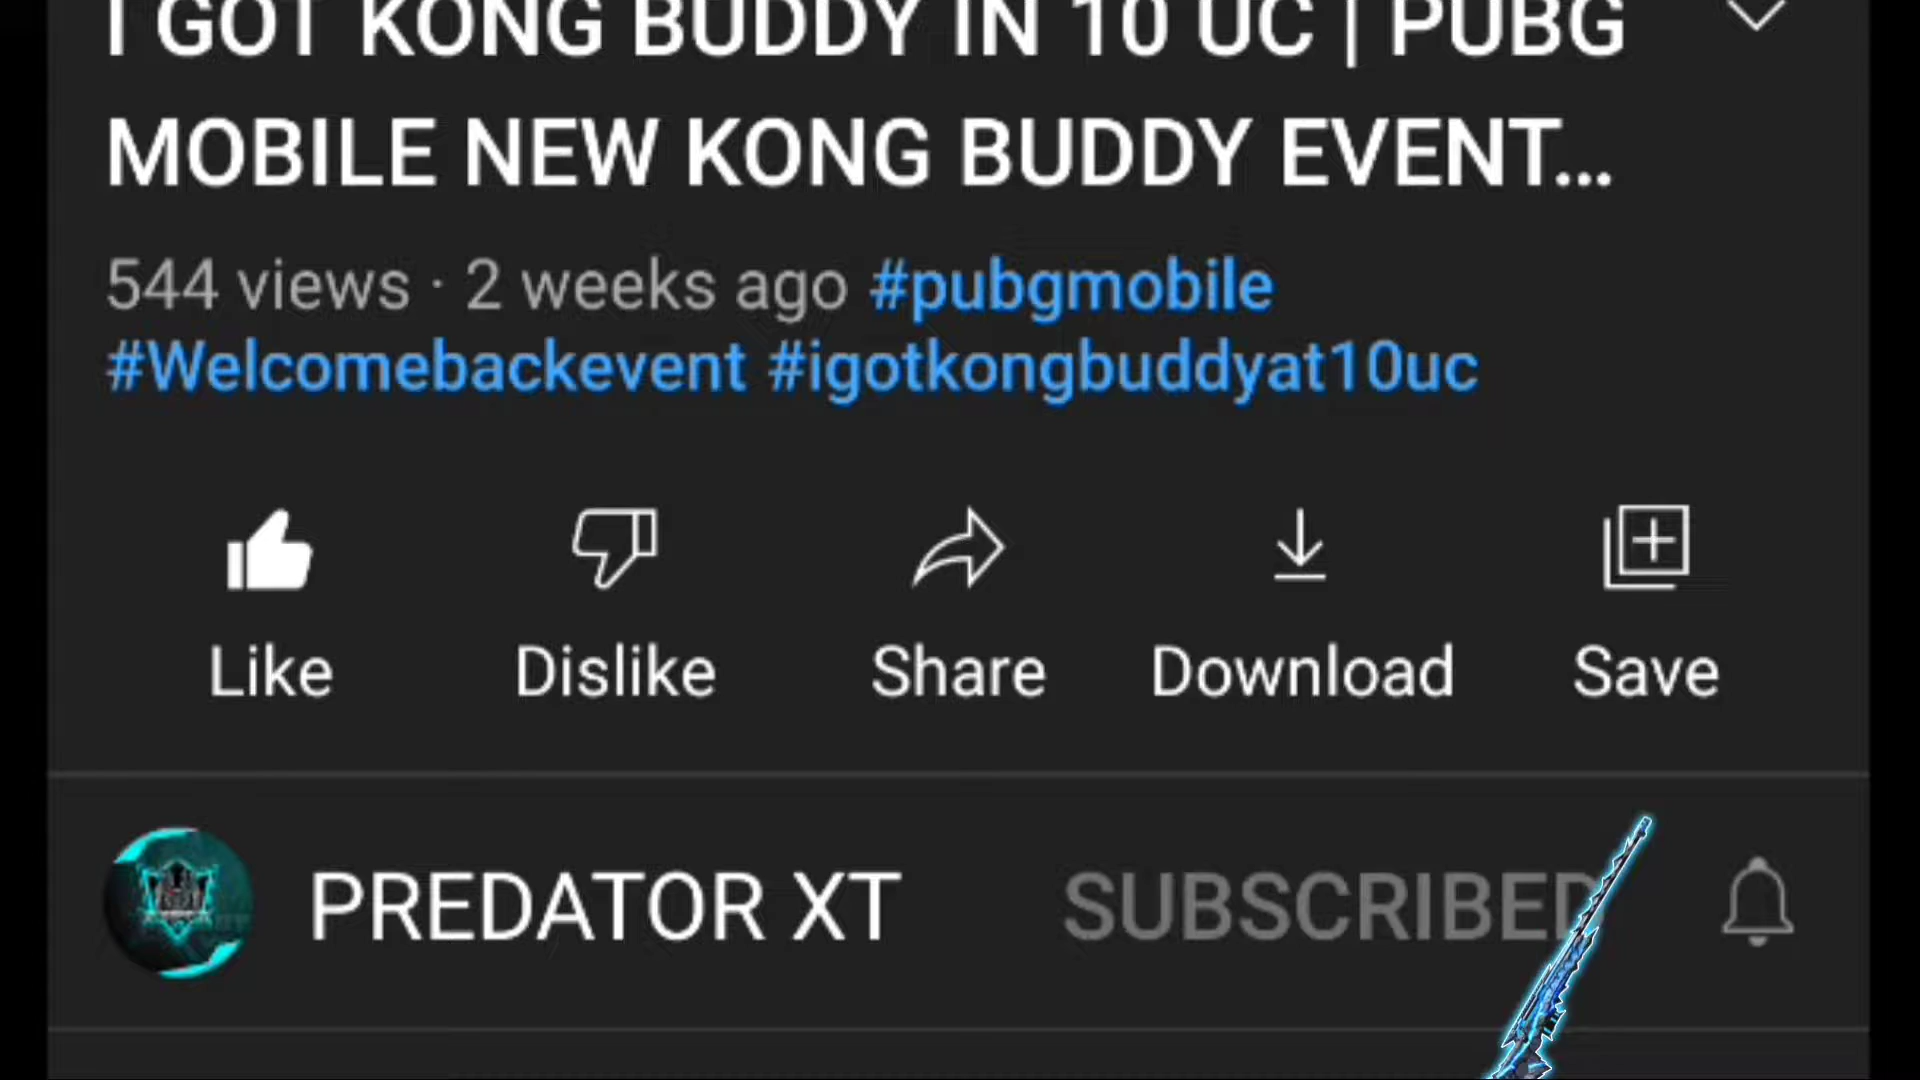 I GOT KONG BUDDY IN 10 UC | PUBG
MOBILE NEW KONG BUDDY EVENT...
544 views · 2 weeks ago #pubgmobile
#Welcomebackevent #igotkongbuddyat10uc
Like Dislike Share Download Save
PREDATOR XT SUBSCRIBED